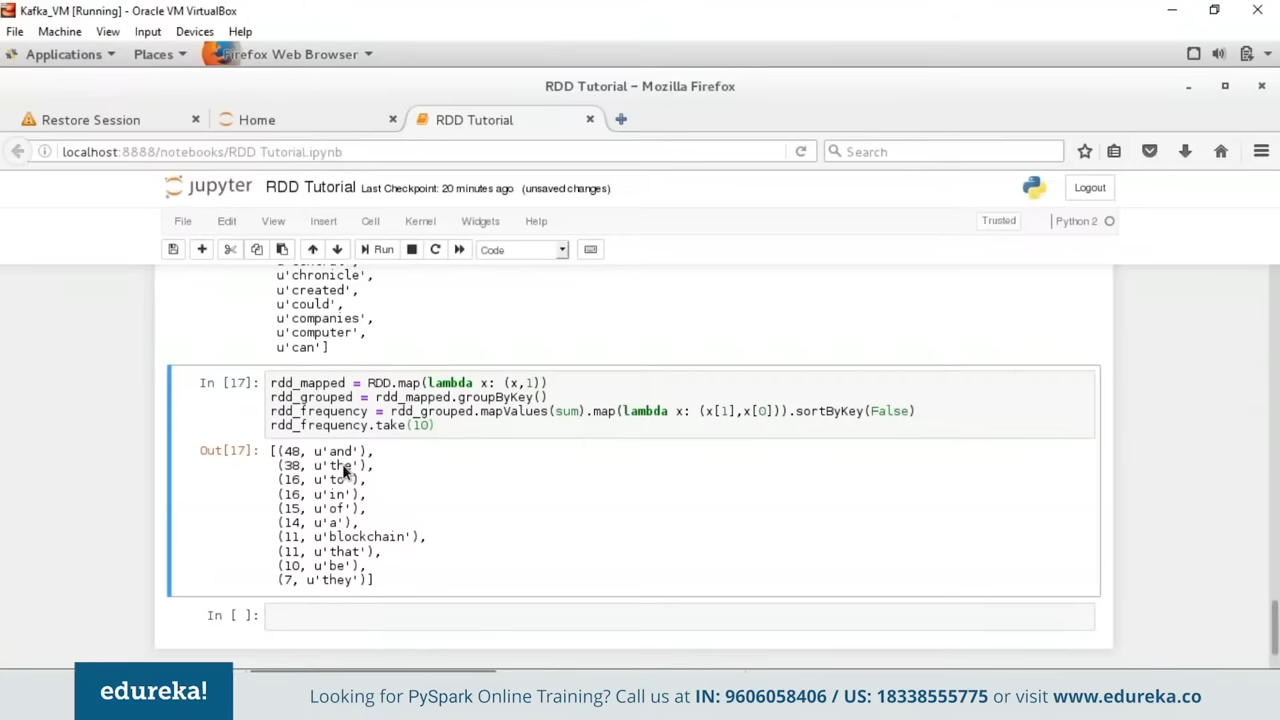 Kafka_VM [Running] - Oracle VM VirtualBox
File Machine View Input Devices Help
Applications Places Firefox Web Browser
RDD Tutorial – Mozilla Firefox
Restore Session Home RDD Tutorial
localhost:8888/notebooks/RDD Tutorial.ipynb Search
jupyter RDD Tutorial Last Checkpoint: 20 minutes ago (unsaved changes) Logout
File Edit View Insert Cell Kernel Widgets Help Trusted Python 2
Run Code
u'chronicle',
u'created',
u'could',
u'companies',
u'computer',
u'can']
In [17]: rdd_mapped = RDD.map(lambda x: (x,1))
rdd_grouped = rdd_mapped.groupByKey()
rdd_frequency = rdd_grouped.mapValues(sum).map(lambda x: (x[1],x[0])).sortByKey(False)
rdd_frequency.take(10)
Out[17]: [(48, u'and'),
(38, u'the'),
(16, u'to'),
(16, u'in'),
(15, u'of'),
(14, u'a'),
(11, u'blockchain'),
(11, u'that'),
(10, u'be'),
(7, u'they')]
In [ ]:
edureka! Looking for PySpark Online Training? Call us at IN: 9606058406 / US: 18338555775 or visit www.edureka.co